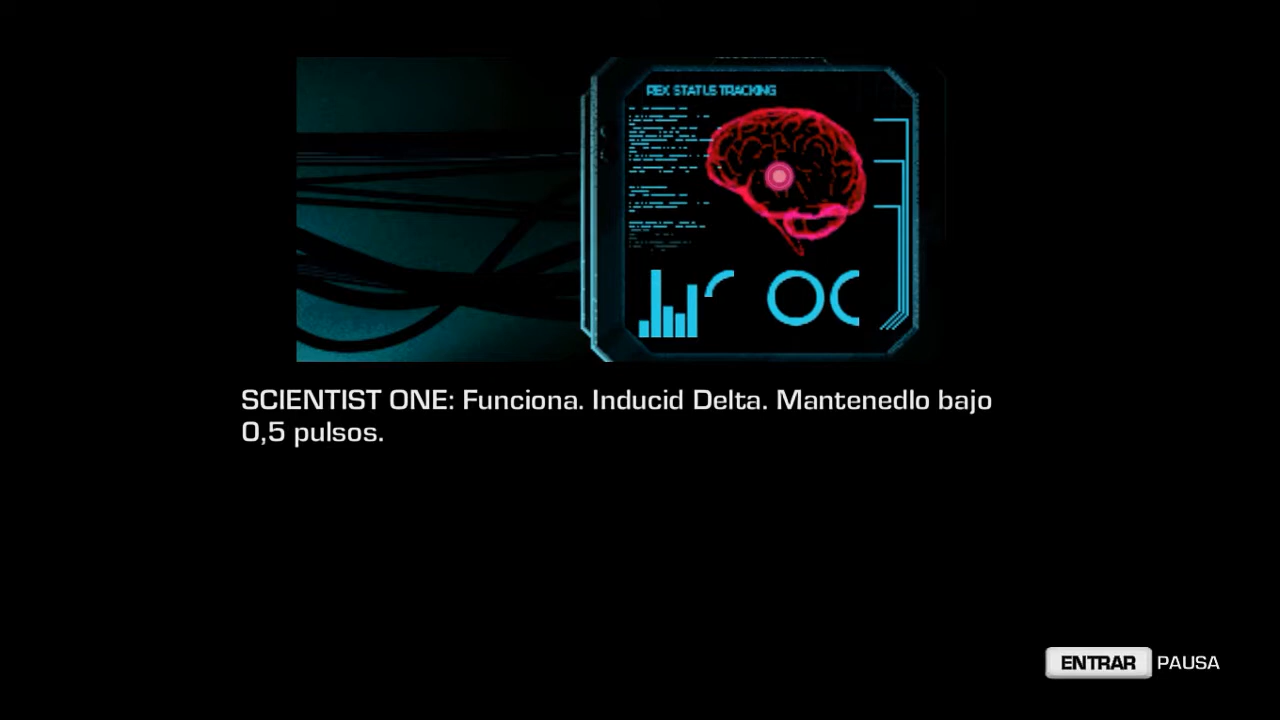 REX STATUS TRACKING
SCIENTIST ONE: Funciona. Inducid Delta. Mantenedlo bajo
0,5 pulsos.
ENTRAR PAUSA